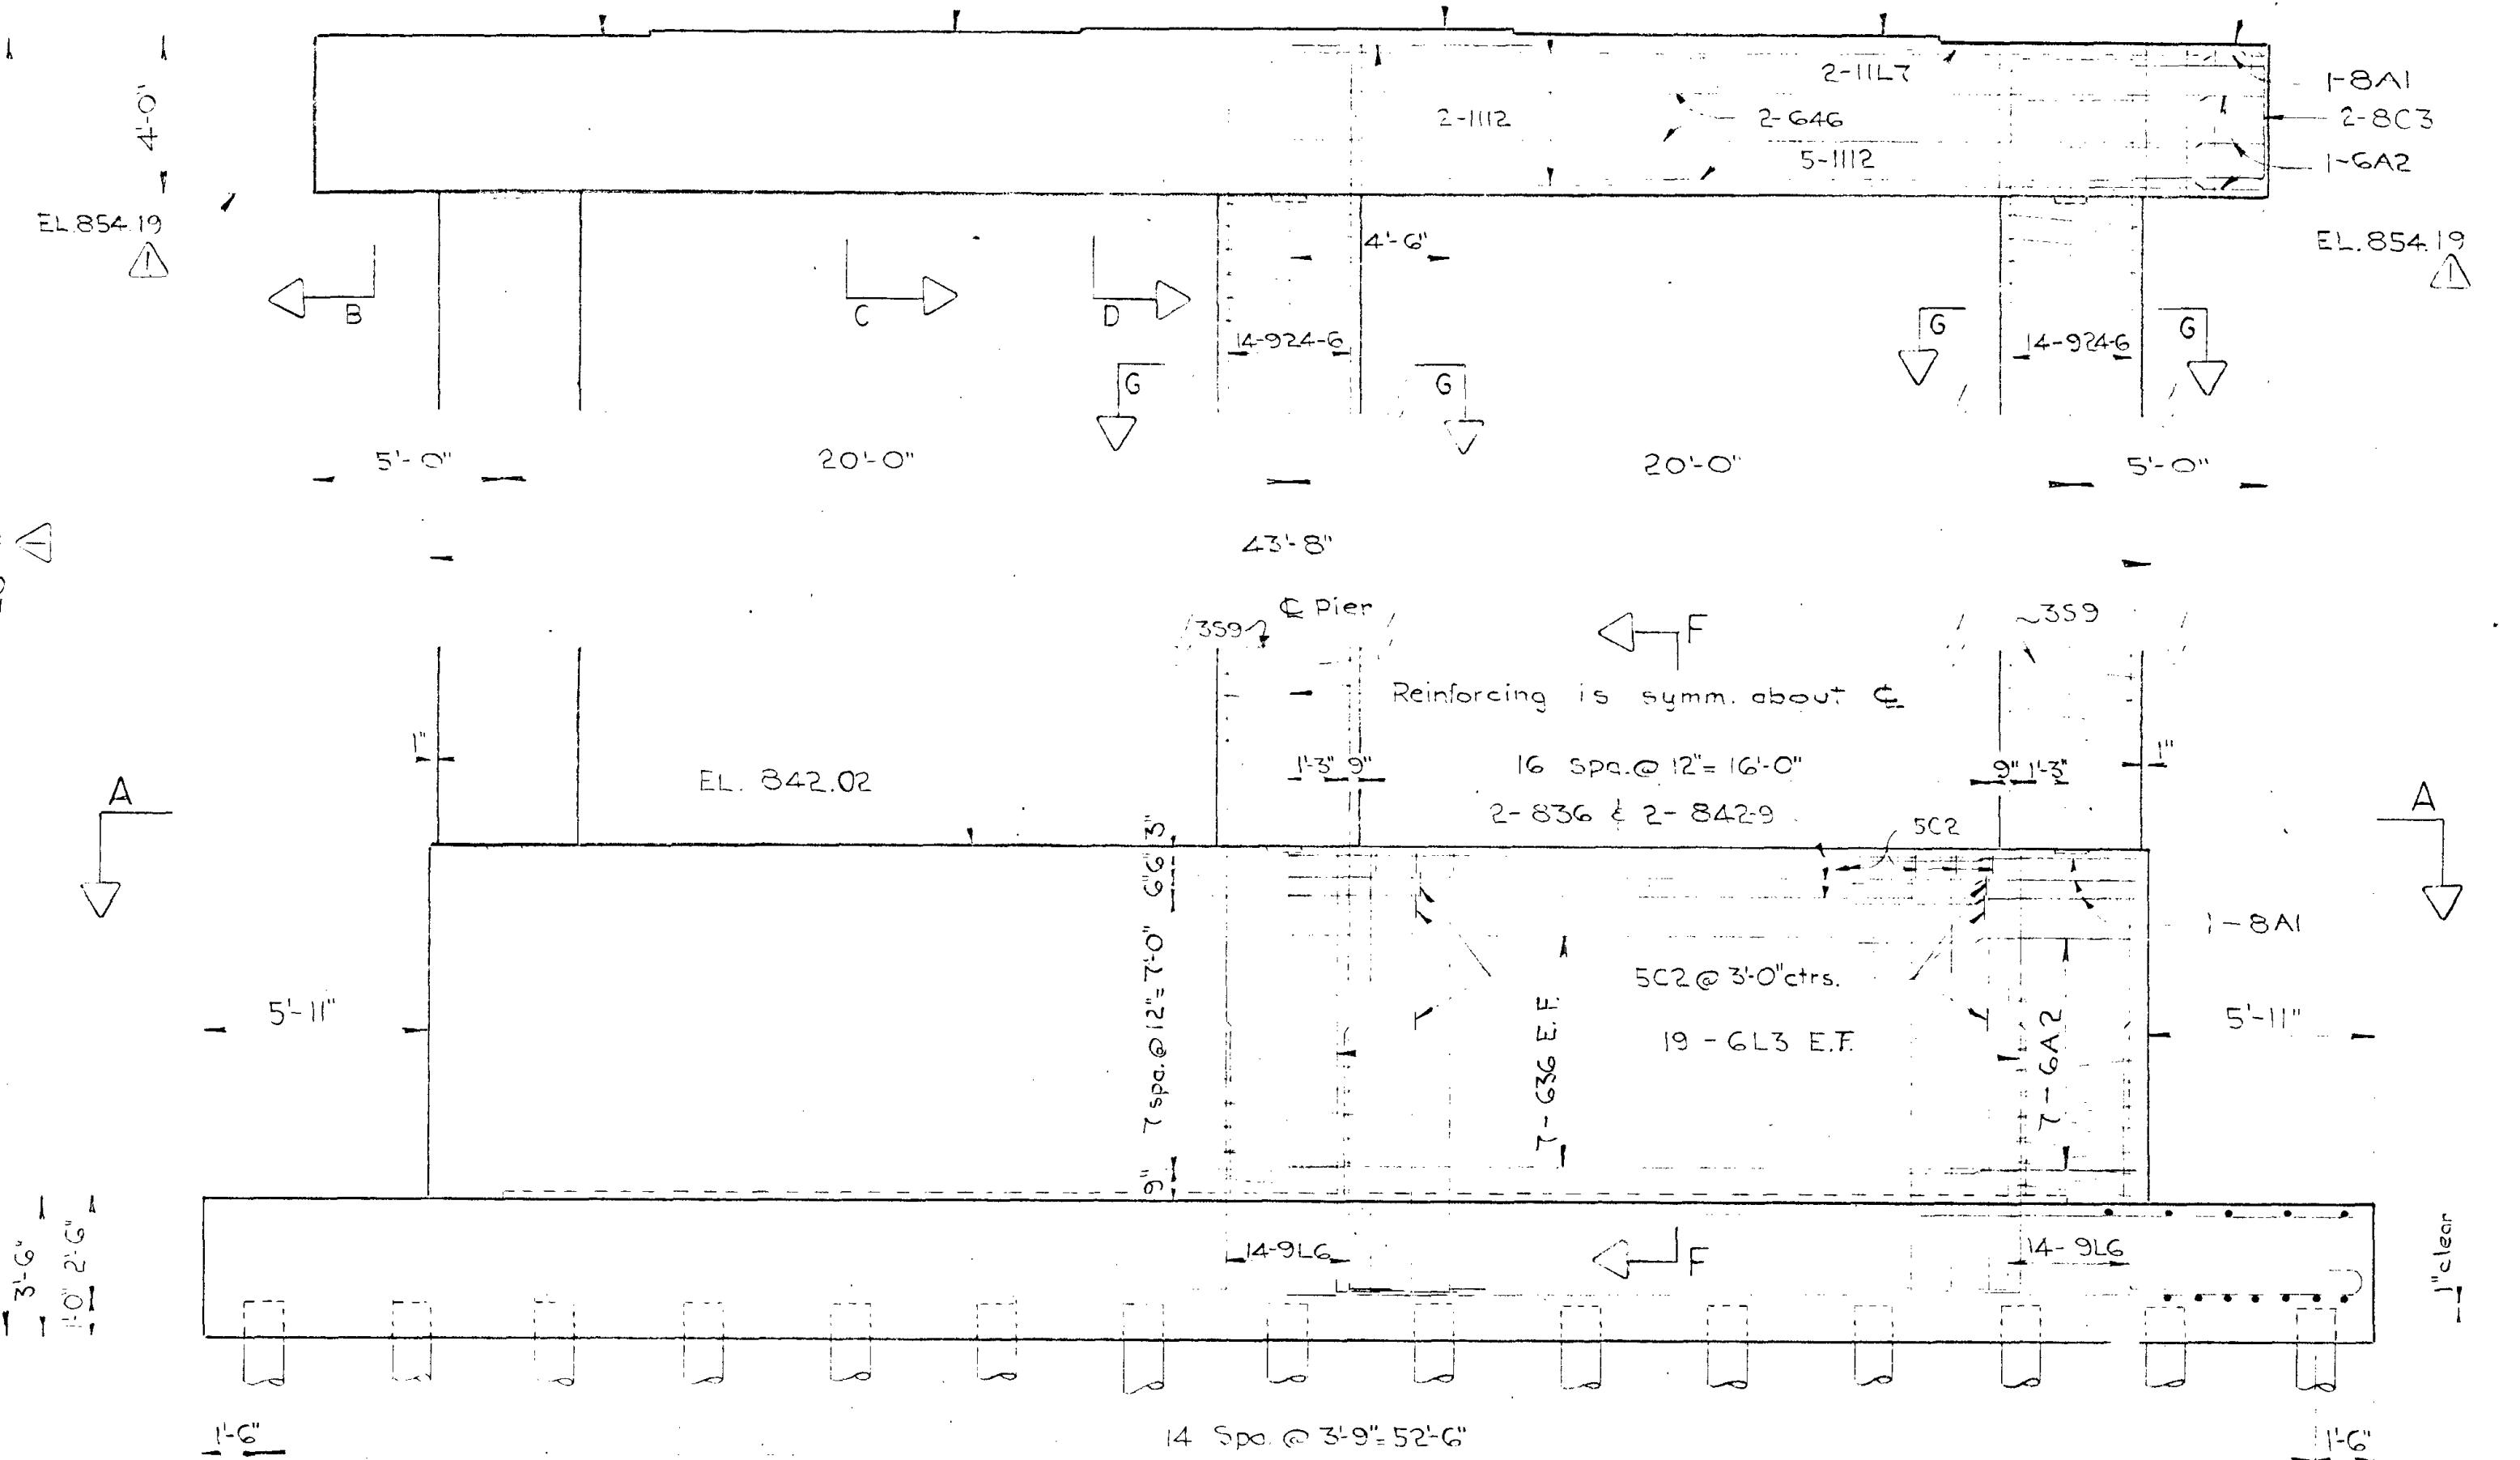 4'-0"
2-11L7
1-8A1
2-1112
2-646
2-8C3
5-1112
1-6A2
EL.854.19
1
4'-6"
EL.854.19
1
B
C
D
14-924-6
G
G
14-924-6
G
G
5'-0"
20'-0"
20'-0"
5'-0"
1
43'-8"
℄ Pier
3S9
F
3S9
Reinforcing is symm. about ℄
1"
EL. 842.02
1'-3" 9"
16 spa.@ 12"= 16'-0"
9" 1'-3"
1"
A
2-836 & 2-842-9
A
5C2
3"
6"
6"
7 spa.@12"=7'-0"
9"
1-8A1
5'-11"
7-636 E.F.
5C2 @ 3'-0" ctrs.
19 - 6L3 E.F.
7-6A2
5'-11"
3'-6"
2'-6"
1'-0"
14-9L6
F
14-9L6
1" clear
1'-6"
14 Spa. @ 3'-9"=52'-6"
1'-6"